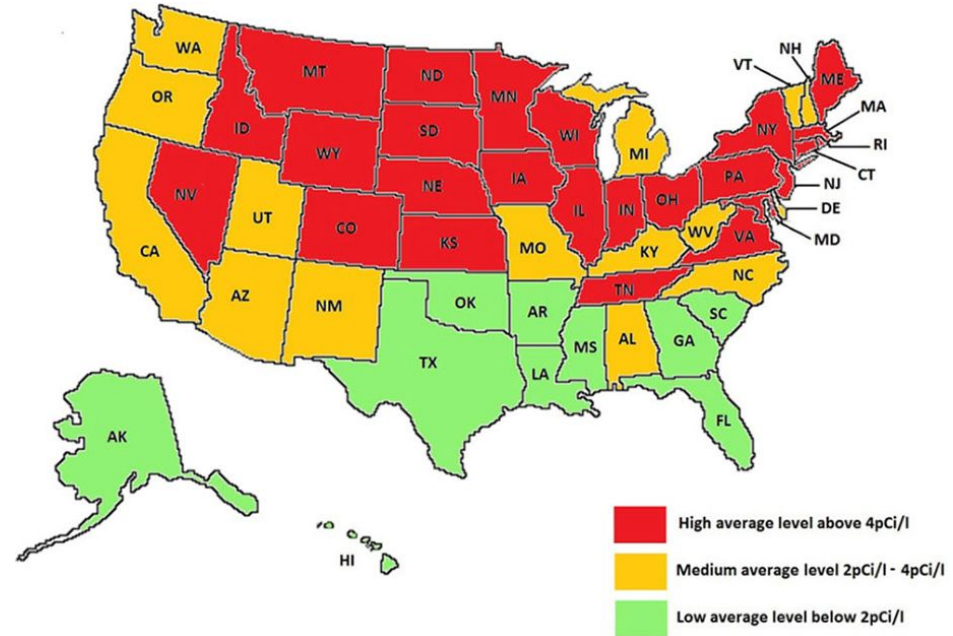 WA
MT
ND
MN
VT
NH
ME
OR
ID
SD
WI
NY
MA
RI
WY
MI
CT
NV
NE
IA
PA
NJ
UT
CO
IL
IN
OH
DE
CA
KS
MO
WV
VA
MD
KY
AZ
NM
TN
NC
OK
AR
SC
TX
MS
AL
GA
LA
FL
AK
HI
High average level above 4pCi/l
Medium average level 2pCi/l - 4pCi/l
Low average level below 2pCi/l